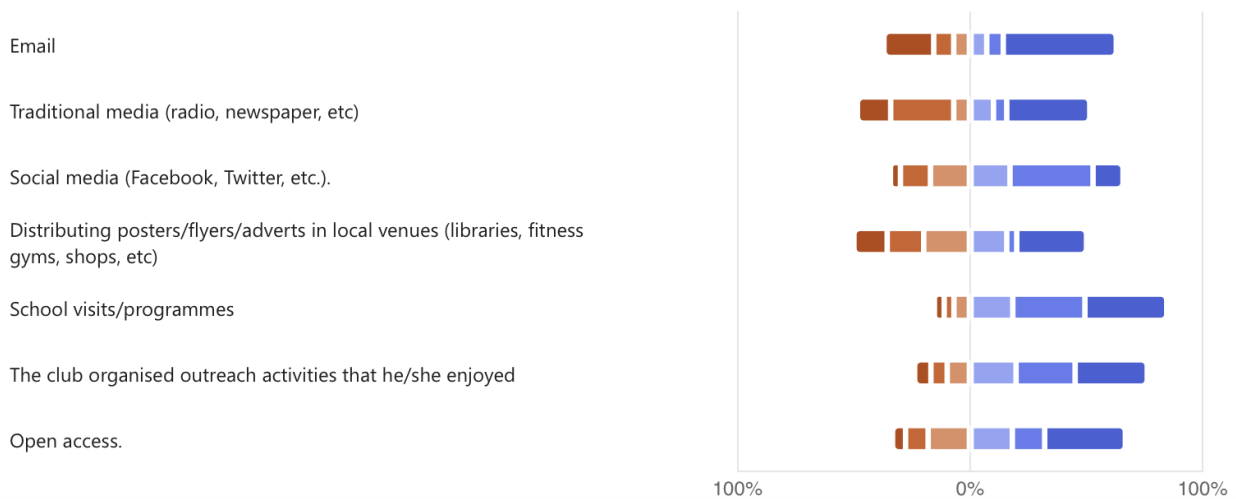 Email
Traditional media (radio, newspaper, etc)
Social media (Facebook, Twitter, etc.).
Distributing posters/flyers/adverts in local venues (libraries, fitness
gyms, shops, etc)
School visits/programmes
The club organised outreach activities that he/she enjoyed
Open access.
100% 0% 100%